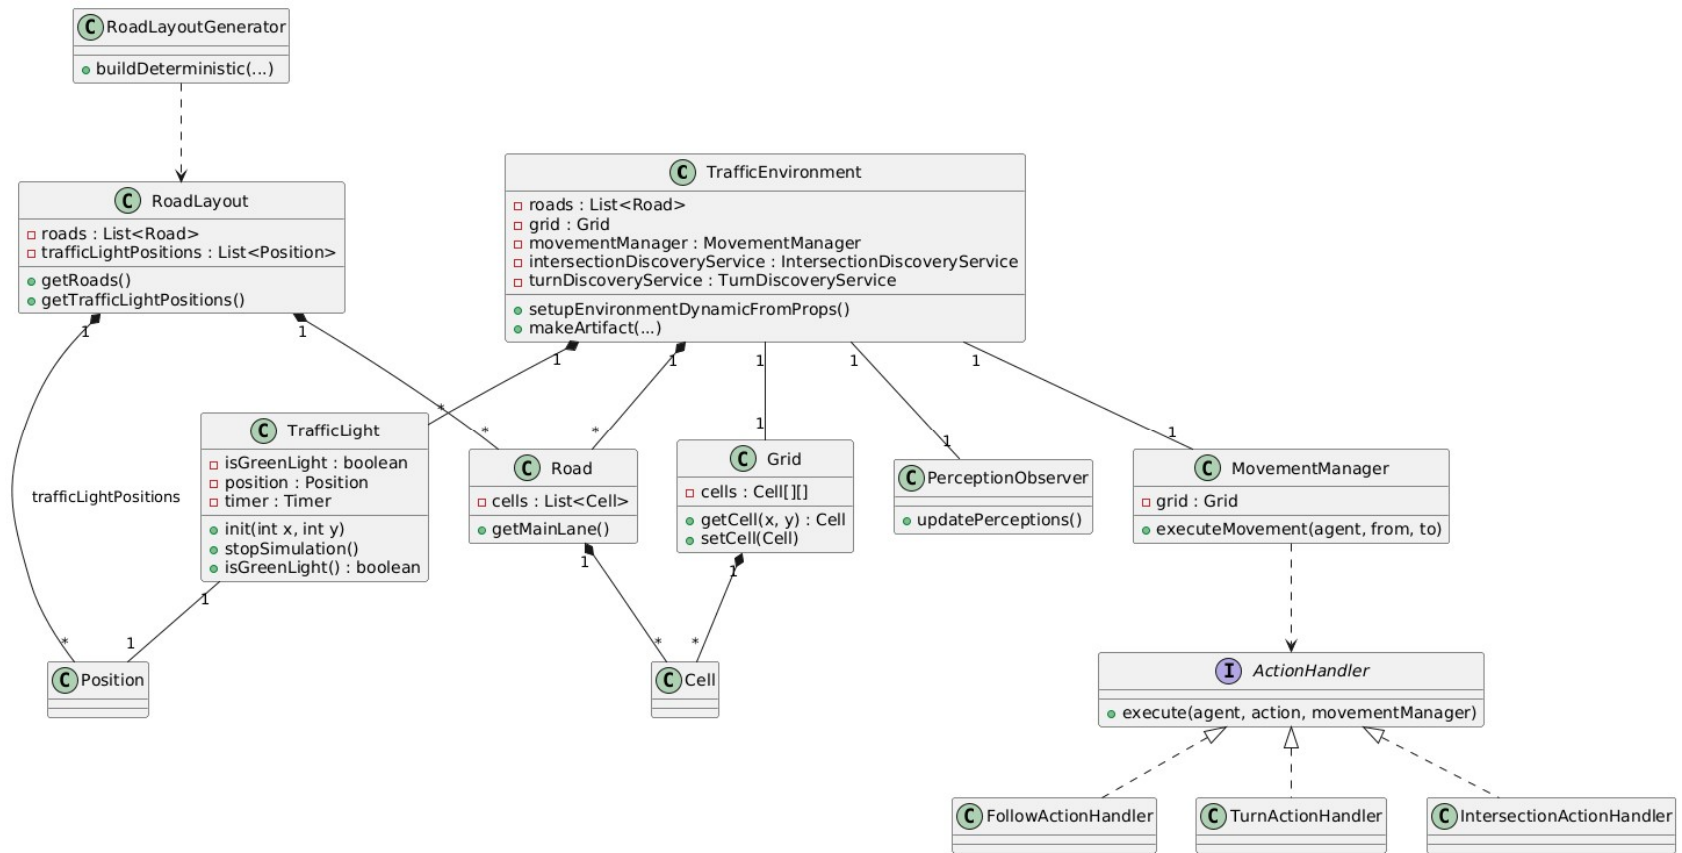 C RoadLayoutGenerator
buildDeterministic(...)
C RoadLayout
roads : List<Road>
trafficLightPositions : List<Position>
getRoads()
getTrafficLightPositions()
C TrafficEnvironment
roads : List<Road>
grid : Grid
movementManager : MovementManager
intersectionDiscoveryService : IntersectionDiscoveryService
turnDiscoveryService : TurnDiscoveryService
setupEnvironmentDynamicFromProps()
makeArtifact(...)
1
1
1
1
1
1
1
trafficLightPositions
*
*
*
1
1
1
C TrafficLight
isGreenLight : boolean
position : Position
timer : Timer
init(int x, int y)
stopSimulation()
isGreenLight() : boolean
C Road
cells : List<Cell>
getMainLane()
C Grid
cells : Cell[][]
getCell(x, y) : Cell
setCell(Cell)
C PerceptionObserver
updatePerceptions()
C MovementManager
grid : Grid
executeMovement(agent, from, to)
1
1
1
*
1
*
*
C Position
C Cell
I ActionHandler
execute(agent, action, movementManager)
C FollowActionHandler
C TurnActionHandler
C IntersectionActionHandler